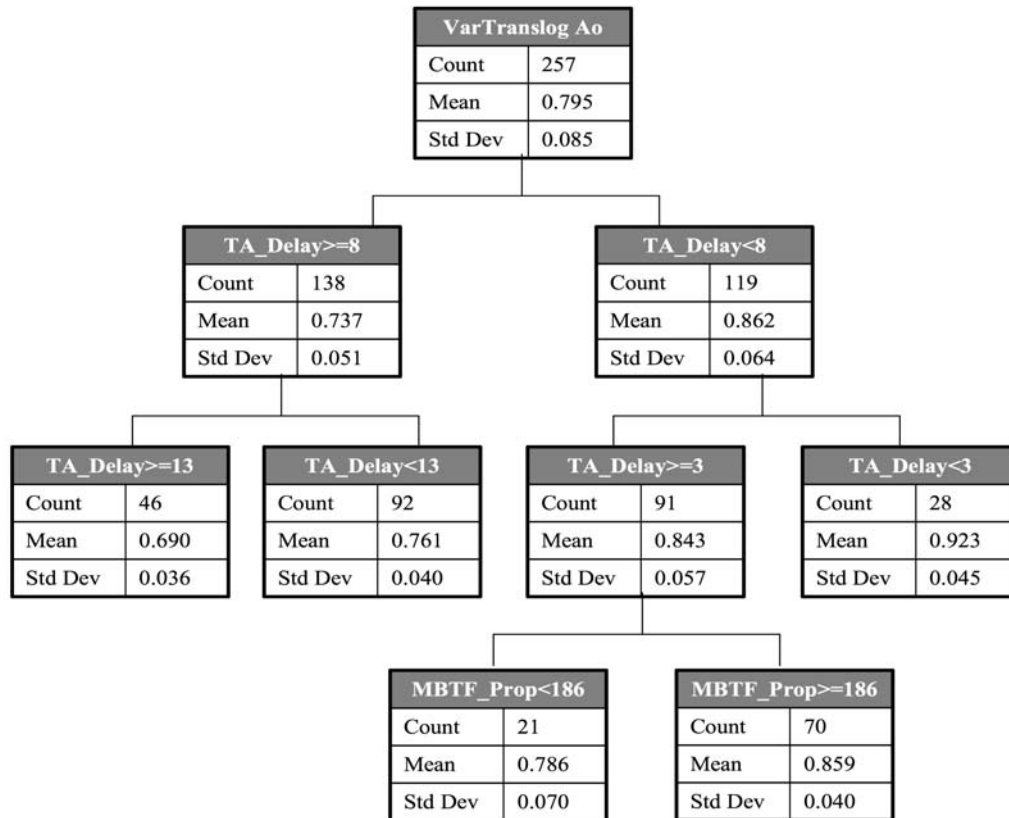 VarTranslog Ao
Count 257
Mean 0.795
Std Dev 0.085
TA_Delay>=8
Count 138
Mean 0.737
Std Dev 0.051
TA_Delay<8
Count 119
Mean 0.862
Std Dev 0.064
TA_Delay>=13
Count 46
Mean 0.690
Std Dev 0.036
TA_Delay<13
Count 92
Mean 0.761
Std Dev 0.040
TA_Delay>=3
Count 91
Mean 0.843
Std Dev 0.057
TA_Delay<3
Count 28
Mean 0.923
Std Dev 0.045
MBTF_Prop<186
Count 21
Mean 0.786
Std Dev 0.070
MBTF_Prop>=186
Count 70
Mean 0.859
Std Dev 0.040